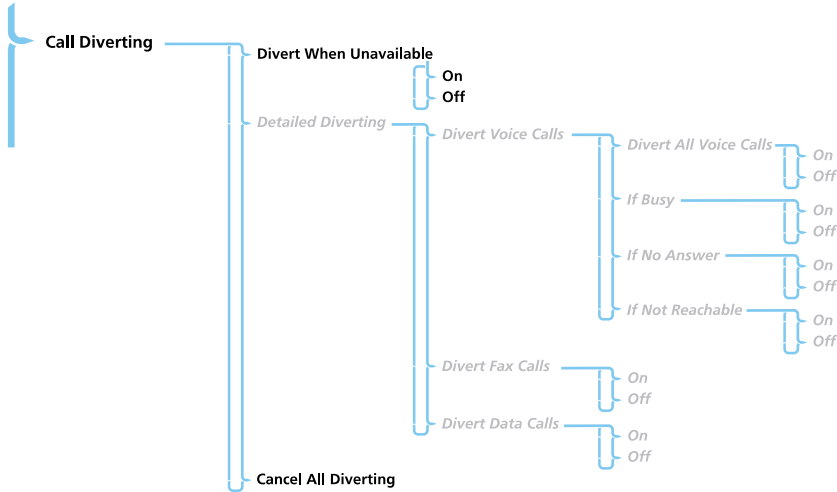 Call Diverting
Divert When Unavailable
On
Off
Detailed Diverting
Divert Voice Calls
Divert All Voice Calls
On
Off
If Busy
On
Off
If No Answer
On
Off
If Not Reachable
On
Off
Divert Fax Calls
On
Off
Divert Data Calls
On
Off
Cancel All Diverting